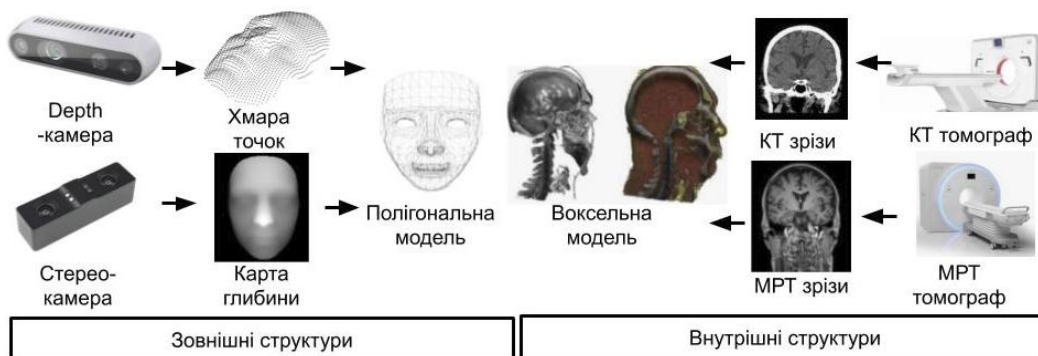 Depth
-камера
Хмара
точок
Стерео-
камера
Карта
глибини
Полігональна
модель
Воксельна
модель
КТ зрізи
КТ томограф
МРТ зрізи
МРТ
томограф
Зовнішні структури
Внутрішні структури